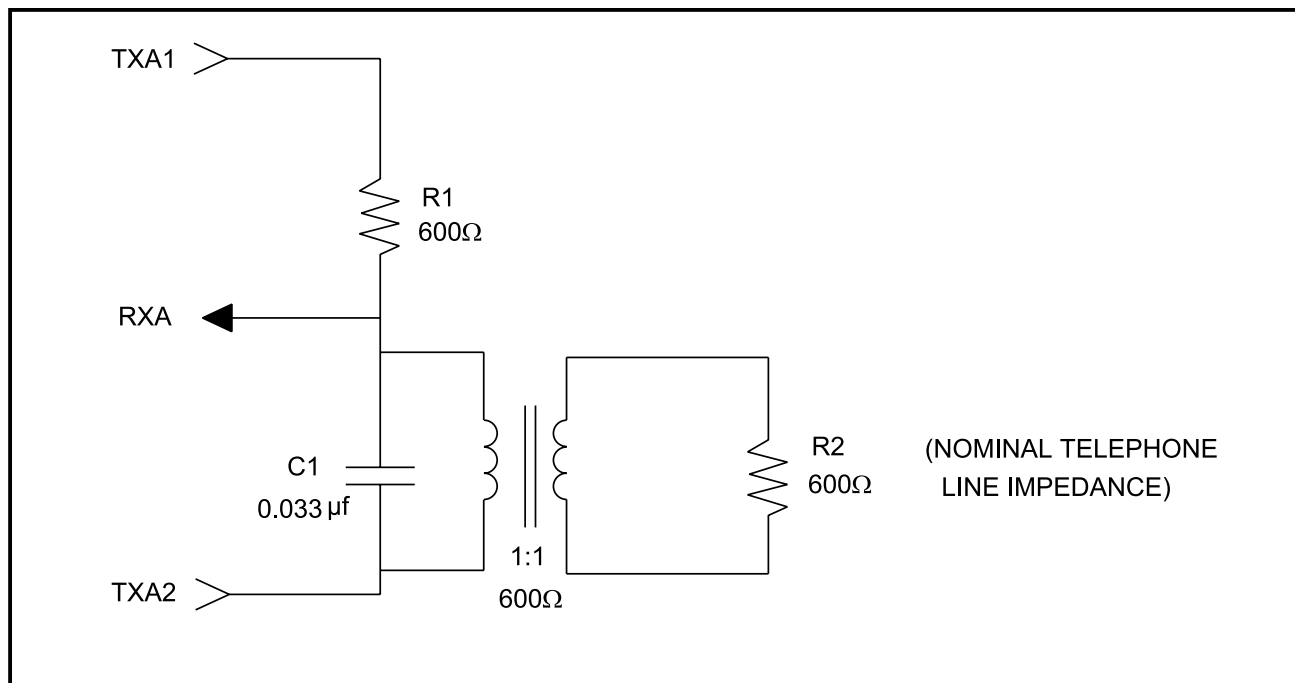 TXA1
R1
600Ω
RXA
C1
0.033 µf
R2
600Ω
(NOMINAL TELEPHONE
LINE IMPEDANCE)
1:1
600Ω
TXA2